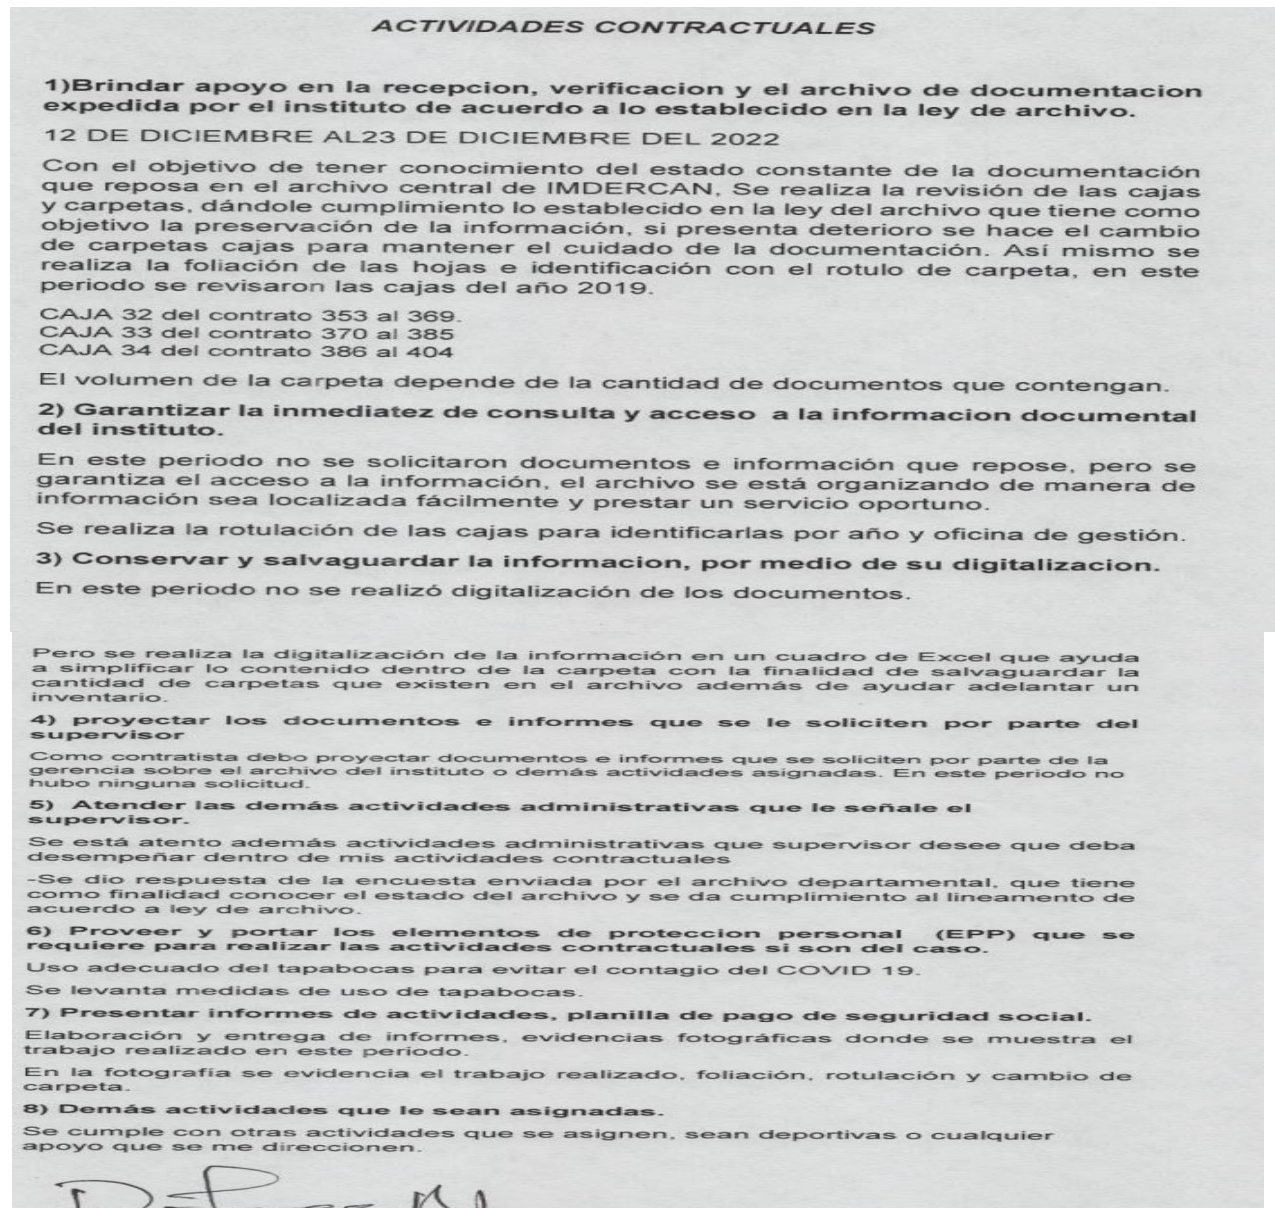 ACTIVIDADES CONTRACTUALES
1)Brindar apoyo en la recepcion, verificacion y el archivo de documentacion
expedida por el instituto de acuerdo a lo establecido en la ley de archivo.
12 DE DICIEMBRE AL23 DE DICIEMBRE DEL 2022
Con el objetivo de tener conocimiento del estado constante de la documentación
que reposa en el archivo central de IMDERCAN, Se realiza la revisión de las cajas
y carpetas, dándole cumplimiento lo establecido en la ley del archivo que tiene como
objetivo la preservación de la información, si presenta deterioro se hace el cambio
de carpetas cajas para mantener el cuidado de la documentación. Así mismo se
realiza la foliación de las hojas e identificación con el rotulo de carpeta, en este
periodo se revisaron las cajas del año 2019.
CAJA 32 del contrato 353 al 369.
CAJA 33 del contrato 370 al 385
CAJA 34 del contrato 386 al 404
El volumen de la carpeta depende de la cantidad de documentos que contengan.
2) Garantizar la inmediatez de consulta y acceso a la informacion documental
del instituto.
En este periodo no se solicitaron documentos e información que repose, pero se
garantiza el acceso a la información, el archivo se está organizando de manera de
información sea localizada fácilmente y prestar un servicio oportuno.
Se realiza la rotulación de las cajas para identificarlas por año y oficina de gestión.
3) Conservar y salvaguardar la informacion, por medio de su digitalizacion.
En este periodo no se realizó digitalización de los documentos.
Pero se realiza la digitalización de la información en un cuadro de Excel que ayuda
a simplificar lo contenido dentro de la carpeta con la finalidad de salvaguardar la
cantidad de carpetas que existen en el archivo además de ayudar adelantar un
inventario.
4) proyectar los documentos e informes que se le soliciten por parte del
supervisor
Como contratista debo proyectar documentos e informes que se soliciten por parte de la
gerencia sobre el archivo del instituto o demás actividades asignadas. En este periodo no
hubo ninguna solicitud.
5) Atender las demás actividades administrativas que le señale el
supervisor.
Se está atento además actividades administrativas que supervisor desee que deba
desempeñar dentro de mis actividades contractuales
-Se dio respuesta de la encuesta enviada por el archivo departamental, que tiene
como finalidad conocer el estado del archivo y se da cumplimiento al lineamento de
acuerdo a ley de archivo.
6) Proveer y portar los elementos de proteccion personal (EPP) que se
requiere para realizar las actividades contractuales si son del caso.
Uso adecuado del tapabocas para evitar el contagio del COVID 19.
Se levanta medidas de uso de tapabocas.
7) Presentar informes de actividades, planilla de pago de seguridad social.
Elaboración y entrega de informes, evidencias fotográficas donde se muestra el
trabajo realizado en este periodo.
En la fotografía se evidencia el trabajo realizado, foliación, rotulación y cambio de
carpeta.
8) Demás actividades que le sean asignadas.
Se cumple con otras actividades que se asignen, sean deportivas o cualquier
apoyo que se me direccionen.